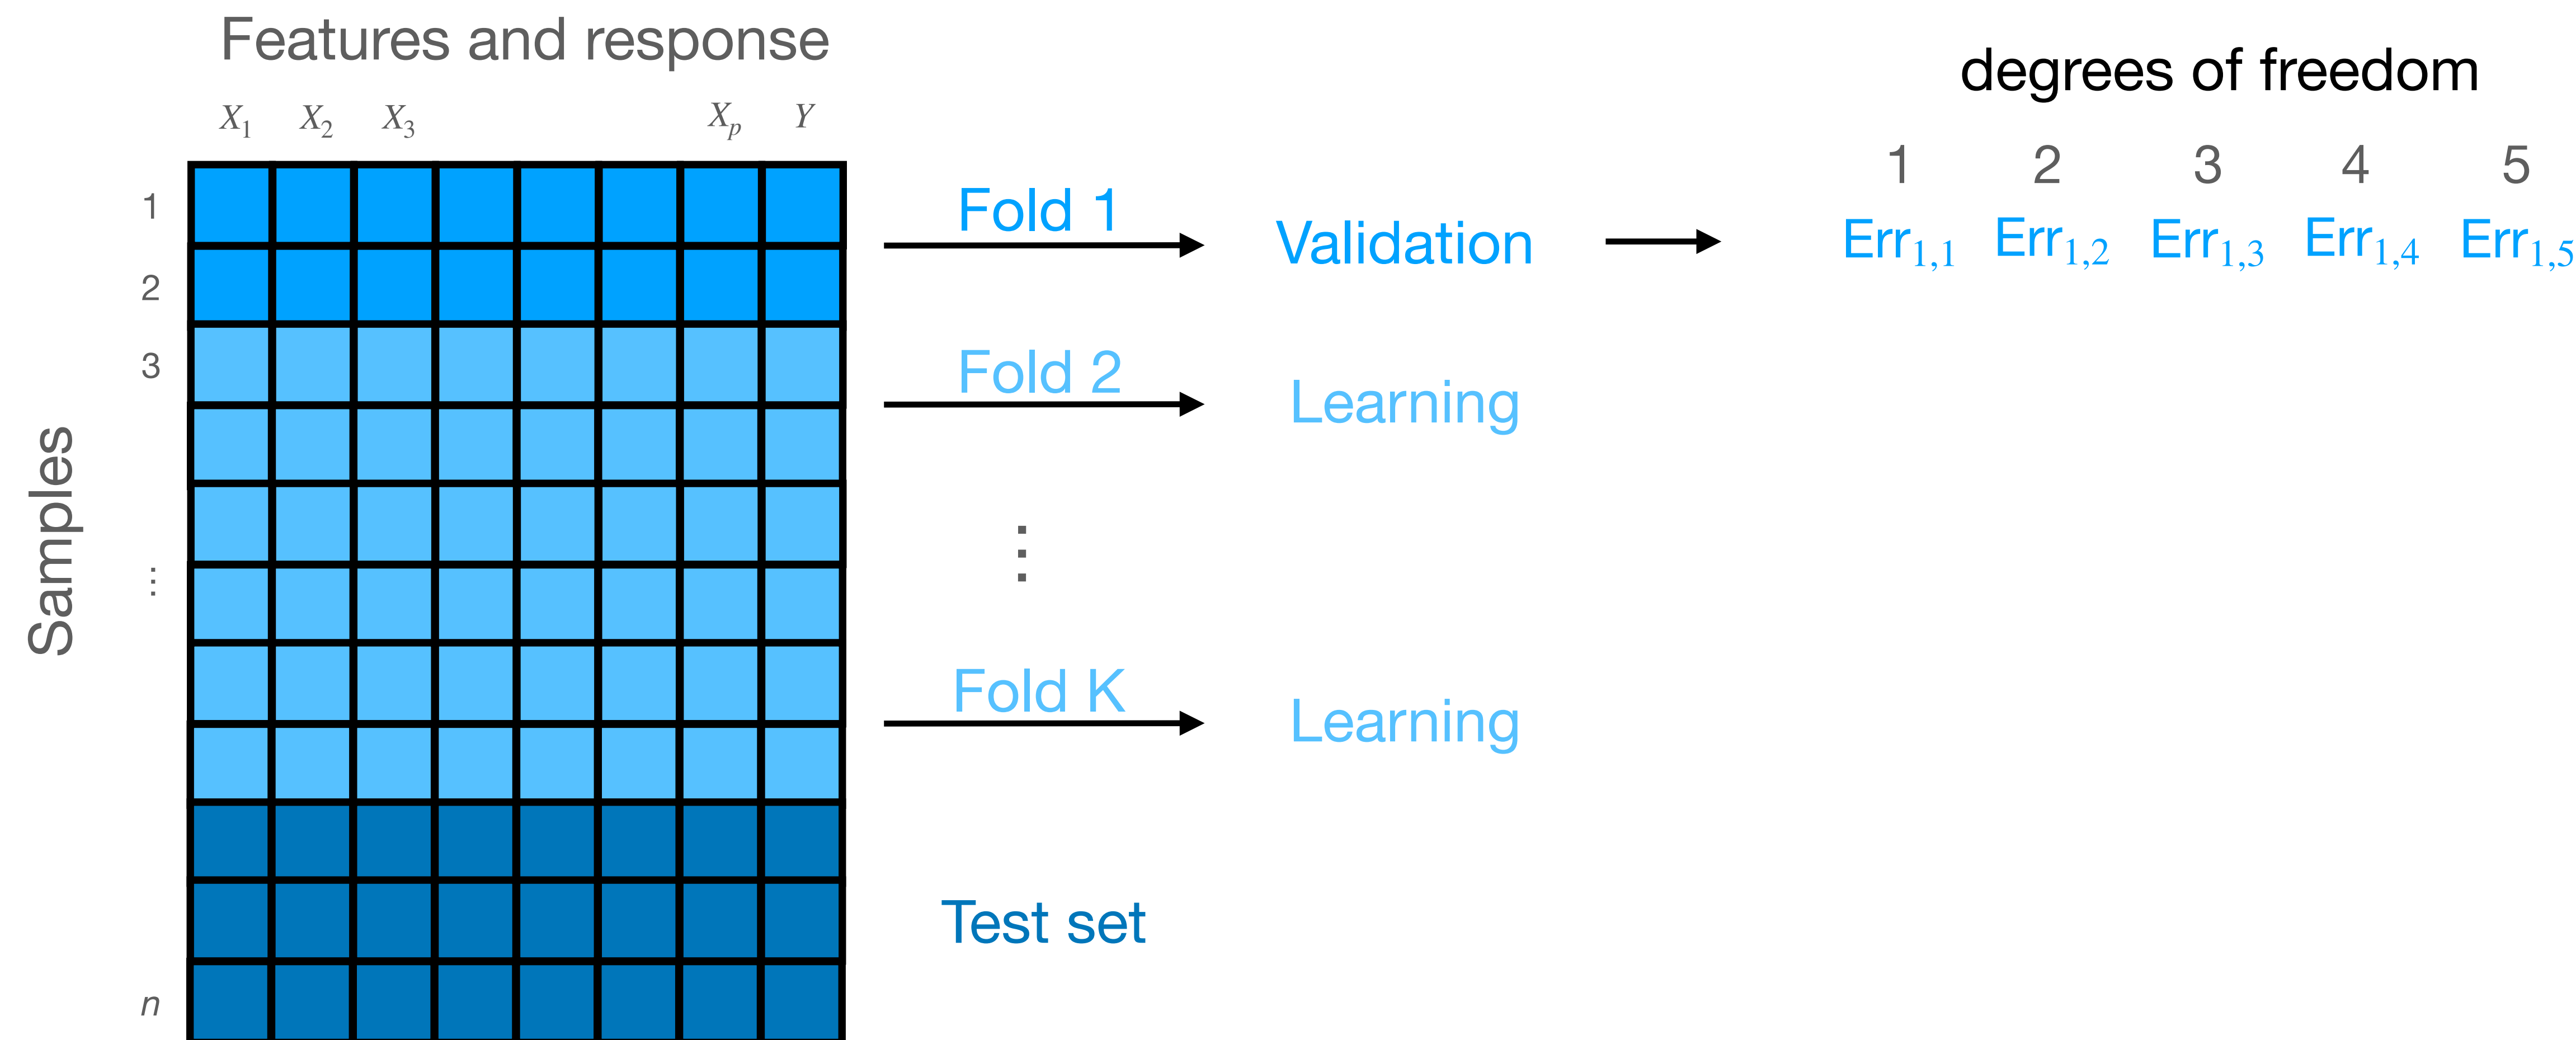 Features and response
degrees of freedom
X₁ X₂ X₃ Xₚ Y
1 2 3 4 5
1
Fold 1
Validation
Err₁,₁ Err₁,₂ Err₁,₃ Err₁,₄ Err₁,₅
2
3
Fold 2
Learning
Samples
⋮
⋮
Fold K
Learning
Test set
n